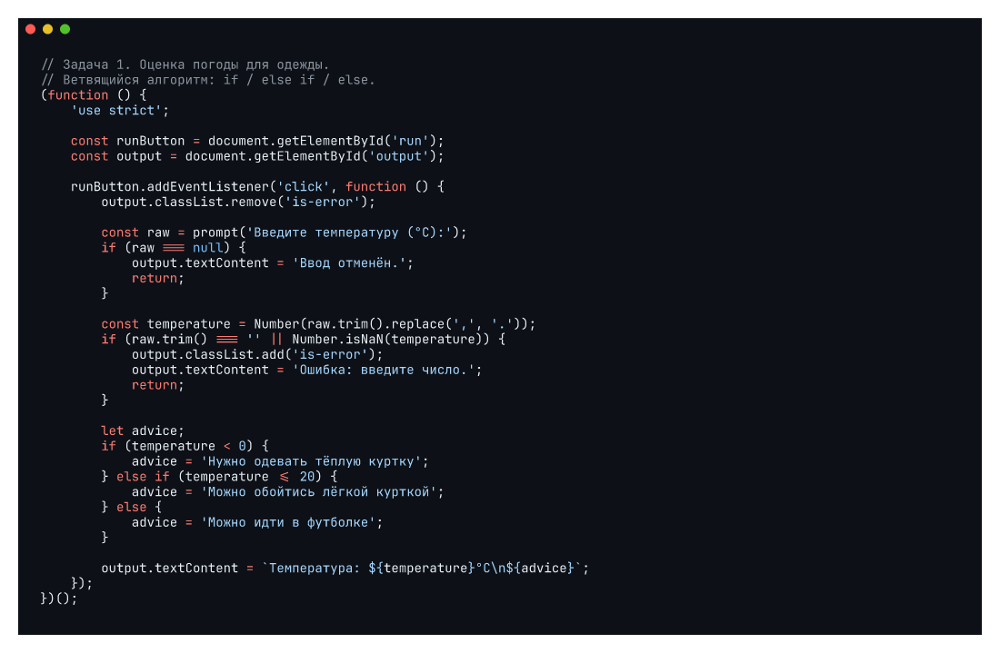 // Задача 1. Оценка погоды для одежды.
// Ветвящийся алгоритм: if / else if / else.
(function () {
    'use strict';

    const runButton = document.getElementById('run');
    const output = document.getElementById('output');

    runButton.addEventListener('click', function () {
        output.classList.remove('is-error');

        const raw = prompt('Введите температуру (°C):');
        if (raw === null) {
            output.textContent = 'Ввод отменён.';
            return;
        }

        const temperature = Number(raw.trim().replace(',', '.'));
        if (raw.trim() === '' || Number.isNaN(temperature)) {
            output.classList.add('is-error');
            output.textContent = 'Ошибка: введите число.';
            return;
        }

        let advice;
        if (temperature < 0) {
            advice = 'Нужно одевать тёплую куртку';
        } else if (temperature <= 20) {
            advice = 'Можно обойтись лёгкой курткой';
        } else {
            advice = 'Можно идти в футболке';
        }

        output.textContent = `Температура: ${temperature}°C\n${advice}`;
    });
})();